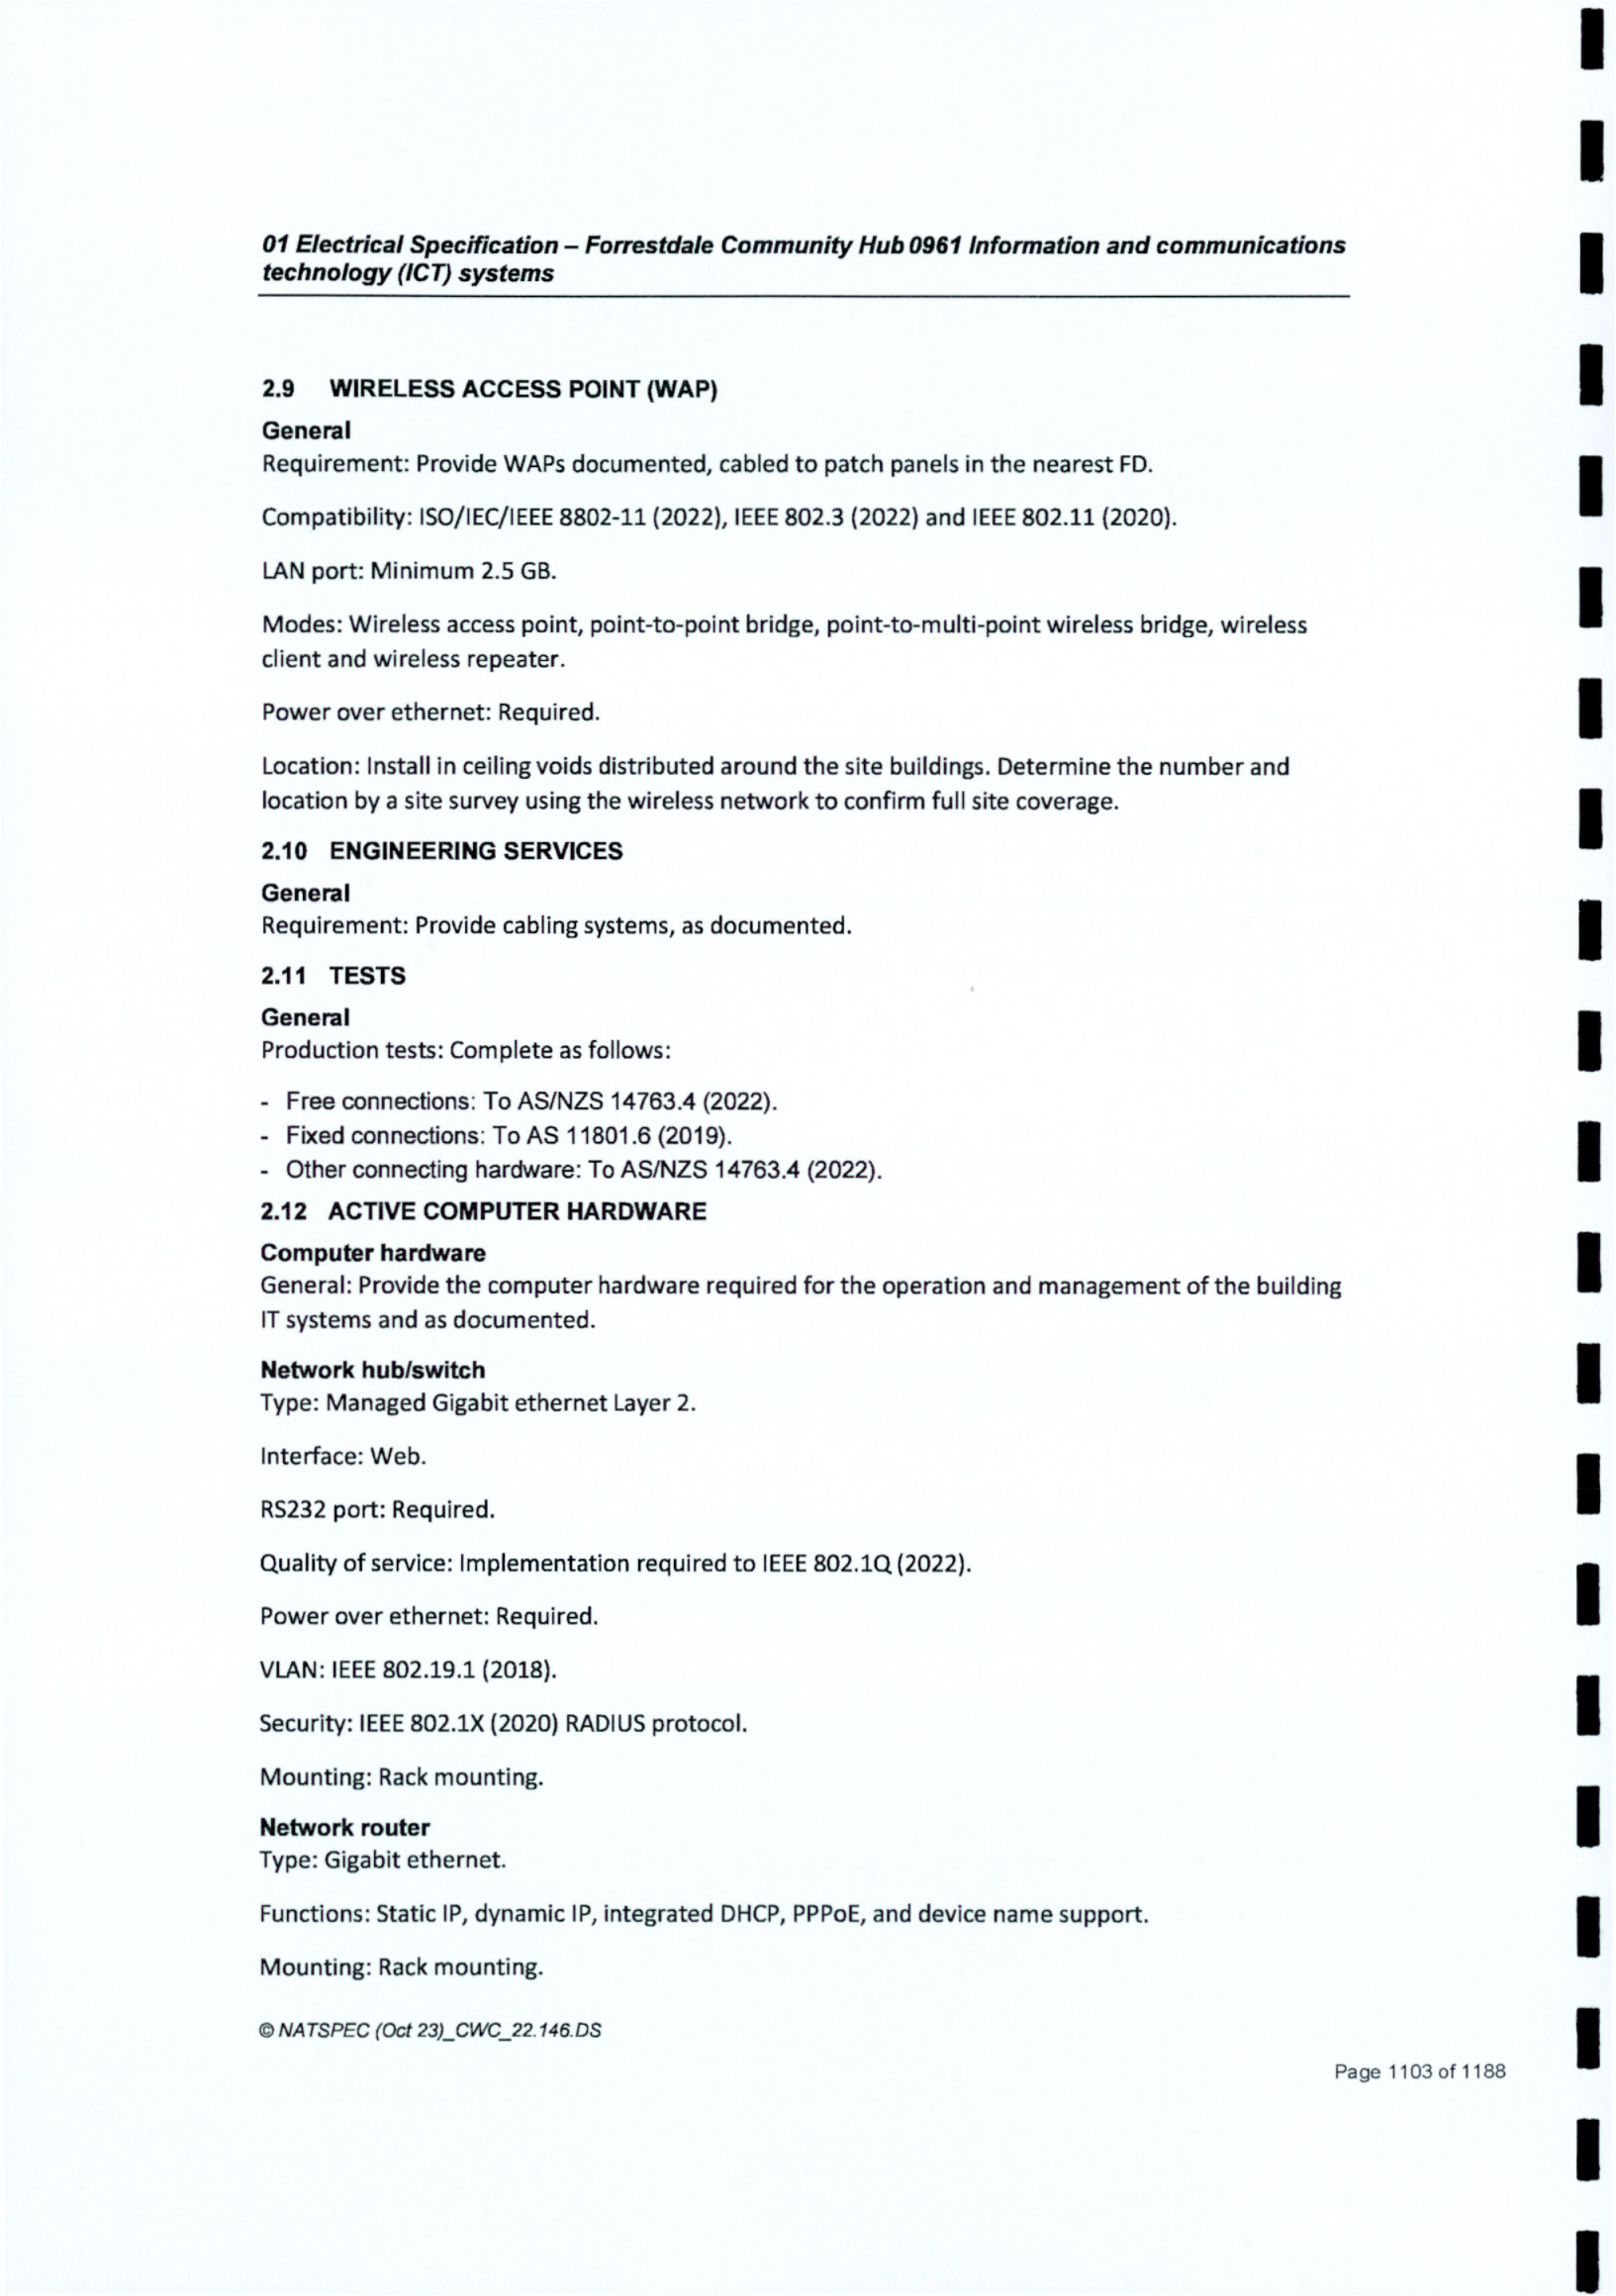 01 Electrical Specification – Forrestdale Community Hub 0961 Information and communications
technology (ICT) systems
2.9 WIRELESS ACCESS POINT (WAP)
General
Requirement: Provide WAPs documented, cabled to patch panels in the nearest FD.
Compatibility: ISO/IEC/IEEE 8802-11 (2022), IEEE 802.3 (2022) and IEEE 802.11 (2020).
LAN port: Minimum 2.5 GB.
Modes: Wireless access point, point-to-point bridge, point-to-multi-point wireless bridge, wireless
client and wireless repeater.
Power over ethernet: Required.
Location: Install in ceiling voids distributed around the site buildings. Determine the number and
location by a site survey using the wireless network to confirm full site coverage.
2.10 ENGINEERING SERVICES
General
Requirement: Provide cabling systems, as documented.
2.11 TESTS
General
Production tests: Complete as follows:
- Free connections: To AS/NZS 14763.4 (2022).
- Fixed connections: To AS 11801.6 (2019).
- Other connecting hardware: To AS/NZS 14763.4 (2022).
2.12 ACTIVE COMPUTER HARDWARE
Computer hardware
General: Provide the computer hardware required for the operation and management of the building
IT systems and as documented.
Network hub/switch
Type: Managed Gigabit ethernet Layer 2.
Interface: Web.
RS232 port: Required.
Quality of service: Implementation required to IEEE 802.1Q (2022).
Power over ethernet: Required.
VLAN: IEEE 802.19.1 (2018).
Security: IEEE 802.1X (2020) RADIUS protocol.
Mounting: Rack mounting.
Network router
Type: Gigabit ethernet.
Functions: Static IP, dynamic IP, integrated DHCP, PPPoE, and device name support.
Mounting: Rack mounting.
© NATSPEC (Oct 23)_CWC_22.146.DS
Page 1103 of 1188